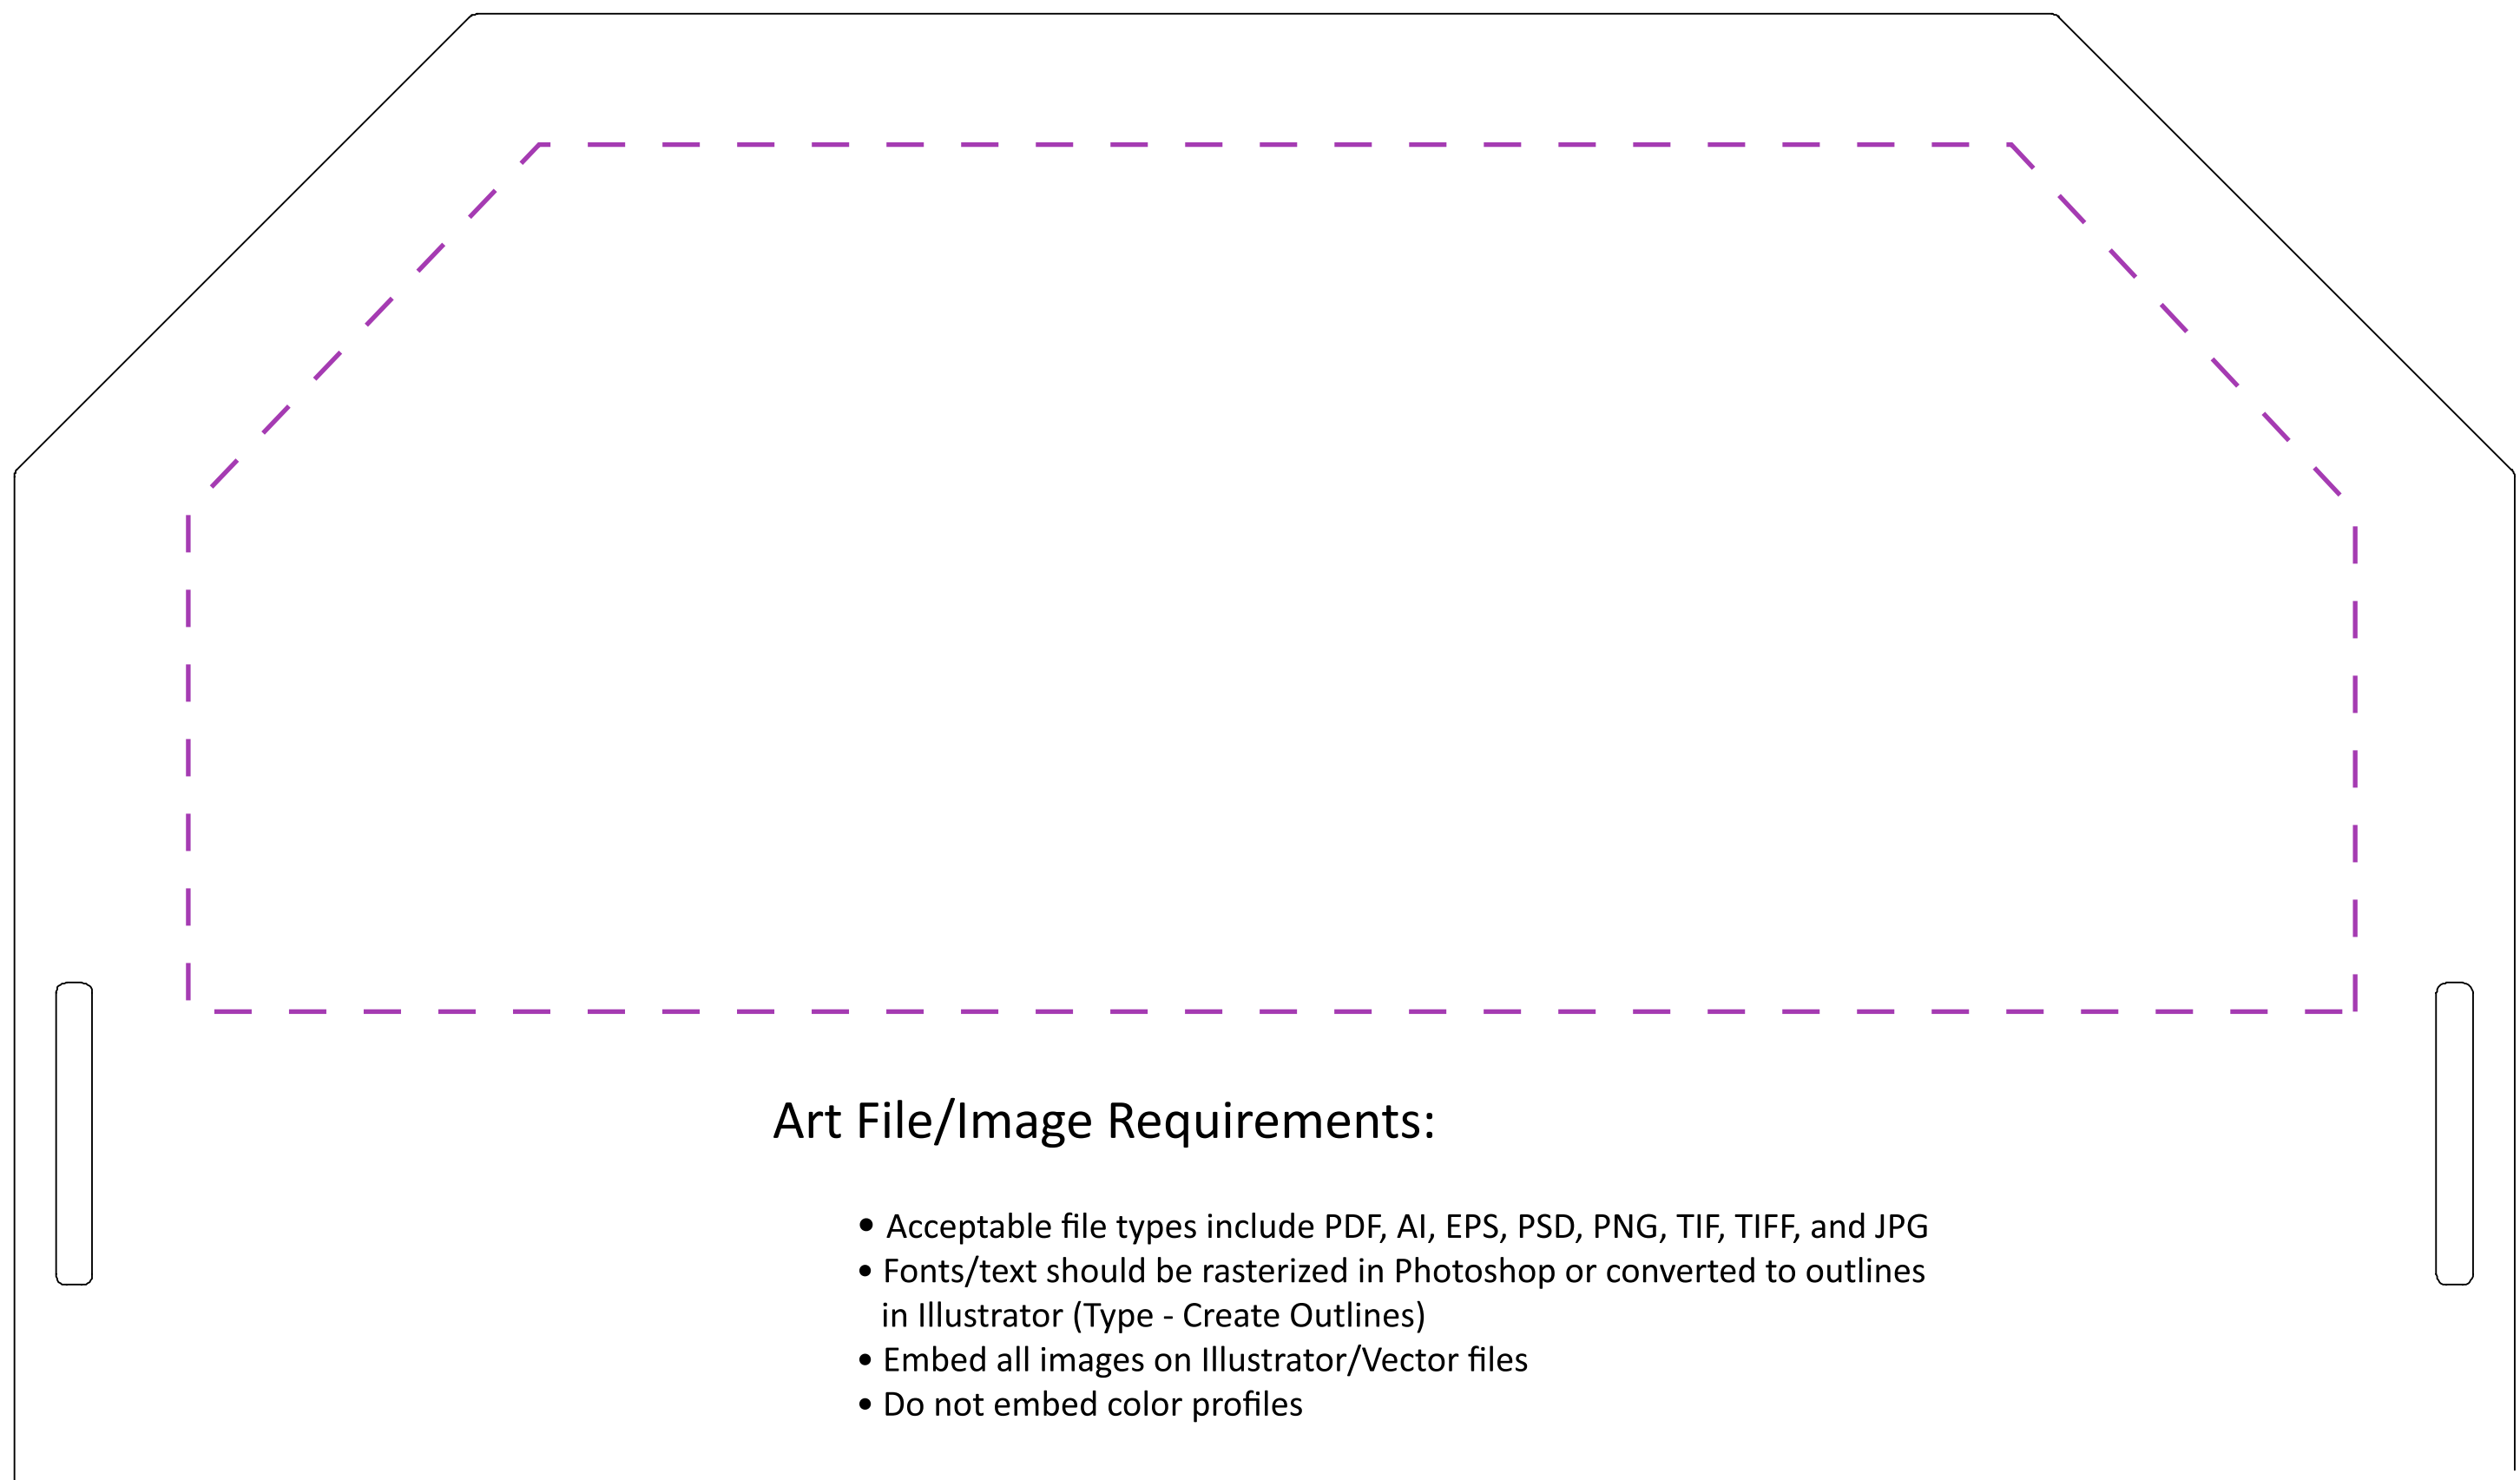 Art File/Image Requirements:
• Acceptable file types include PDF, AI, EPS, PSD, PNG, TIF, TIFF, and JPG
• Fonts/text should be rasterized in Photoshop or converted to outlines
in Illustrator (Type - Create Outlines)
• Embed all images on Illustrator/Vector files
• Do not embed color profiles